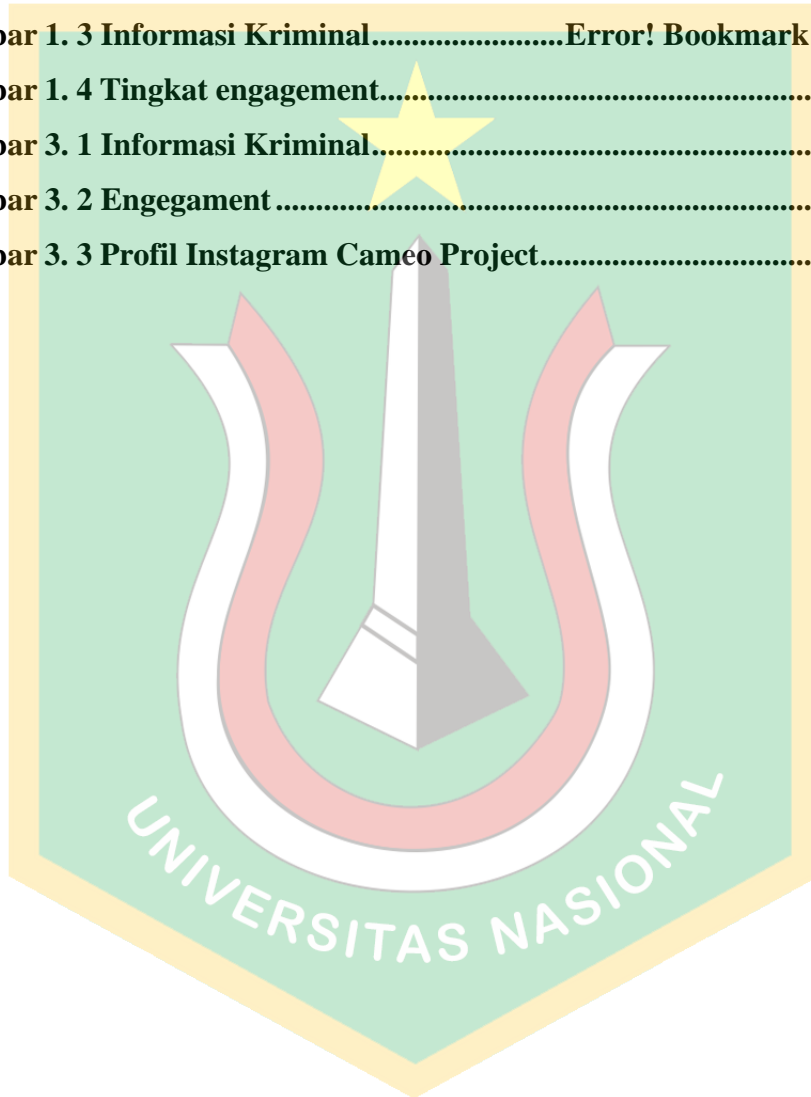 bar 1. 3 Informasi Kriminal........................Error! Bookmark
bar 1. 4 Tingkat engagement......................................................
bar 3. 1 Informasi Kriminal.......................................................
bar 3. 2 Engegament...................................................................
bar 3. 3 Profil Instagram Cameo Project..................................
UNIVERSITAS NASIONAL